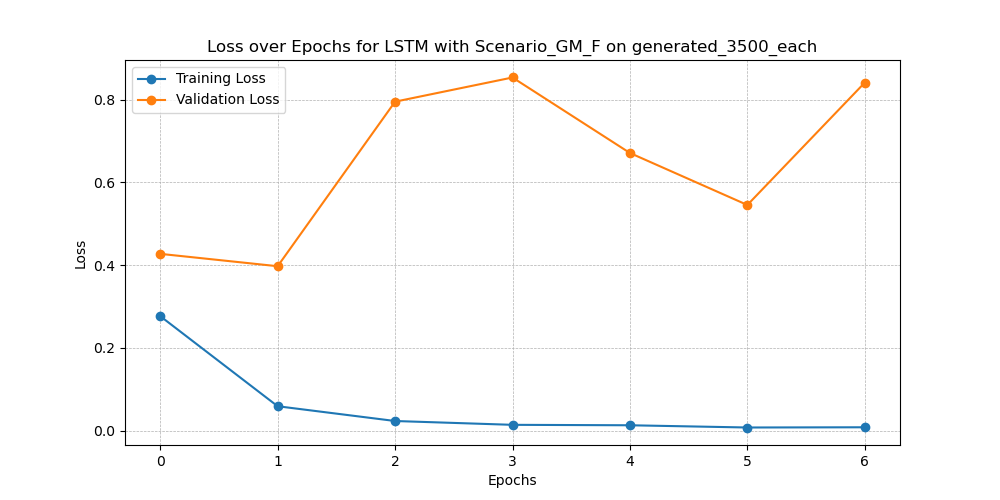 Loss over Epochs for LSTM with Scenario_GM_F on generated_3500_each
Training Loss
Validation Loss
0.8
0.6
0.4
0.2
0.0
Loss
0 1 2 3 4 5 6
Epochs